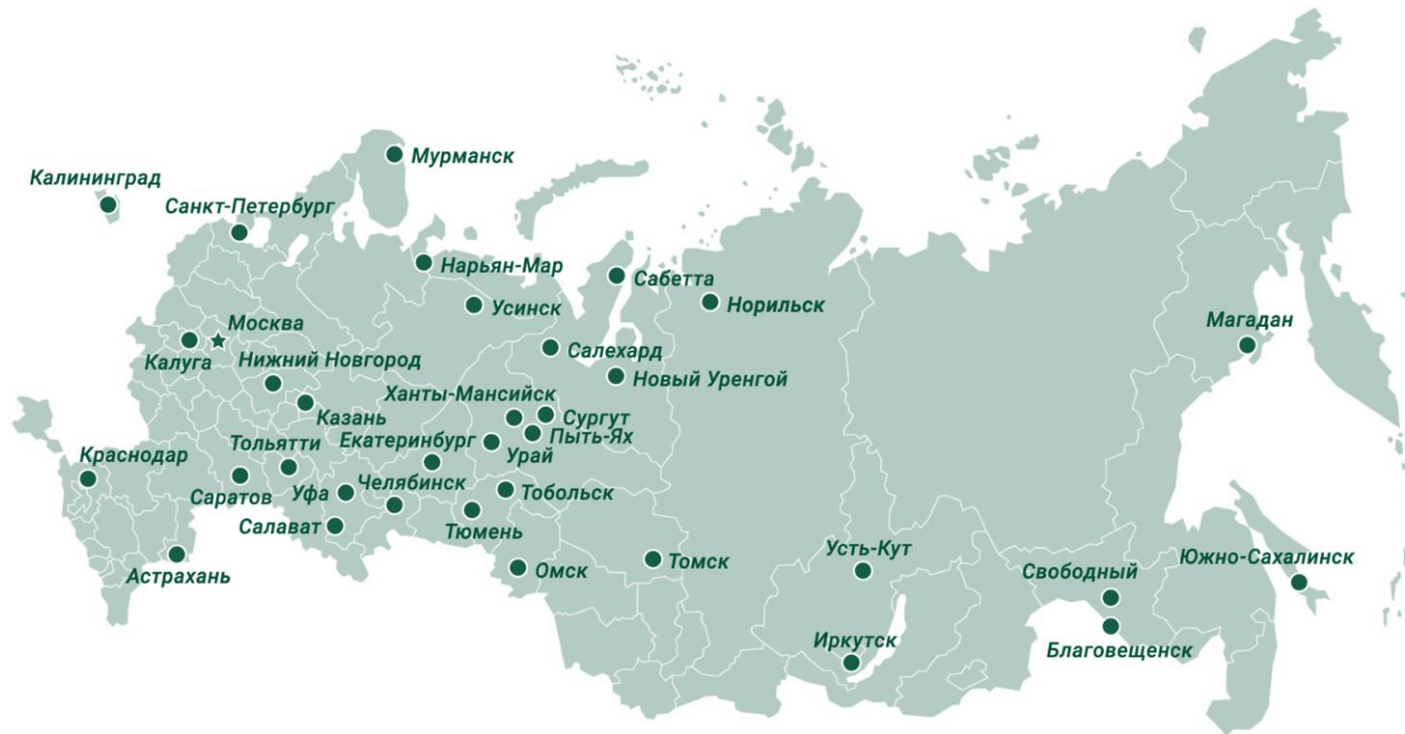 Мурманск
Калининград
Санкт-Петербург
Нарьян-Мар
Сабетта
Усинск
Норильск
Москва
Магадан
Калуга
Нижний Новгород
Салехард
Новый Уренгой
Ханты-Мансийск
Казань
Сургут
Пыть-Ях
Тольятти
Екатеринбург
Урай
Краснодар
Саратов
Уфа
Челябинск
Тобольск
Салават
Тюмень
Астрахань
Омск
Томск
Усть-Кут
Южно-Сахалинск
Свободный
Иркутск
Благовещенск